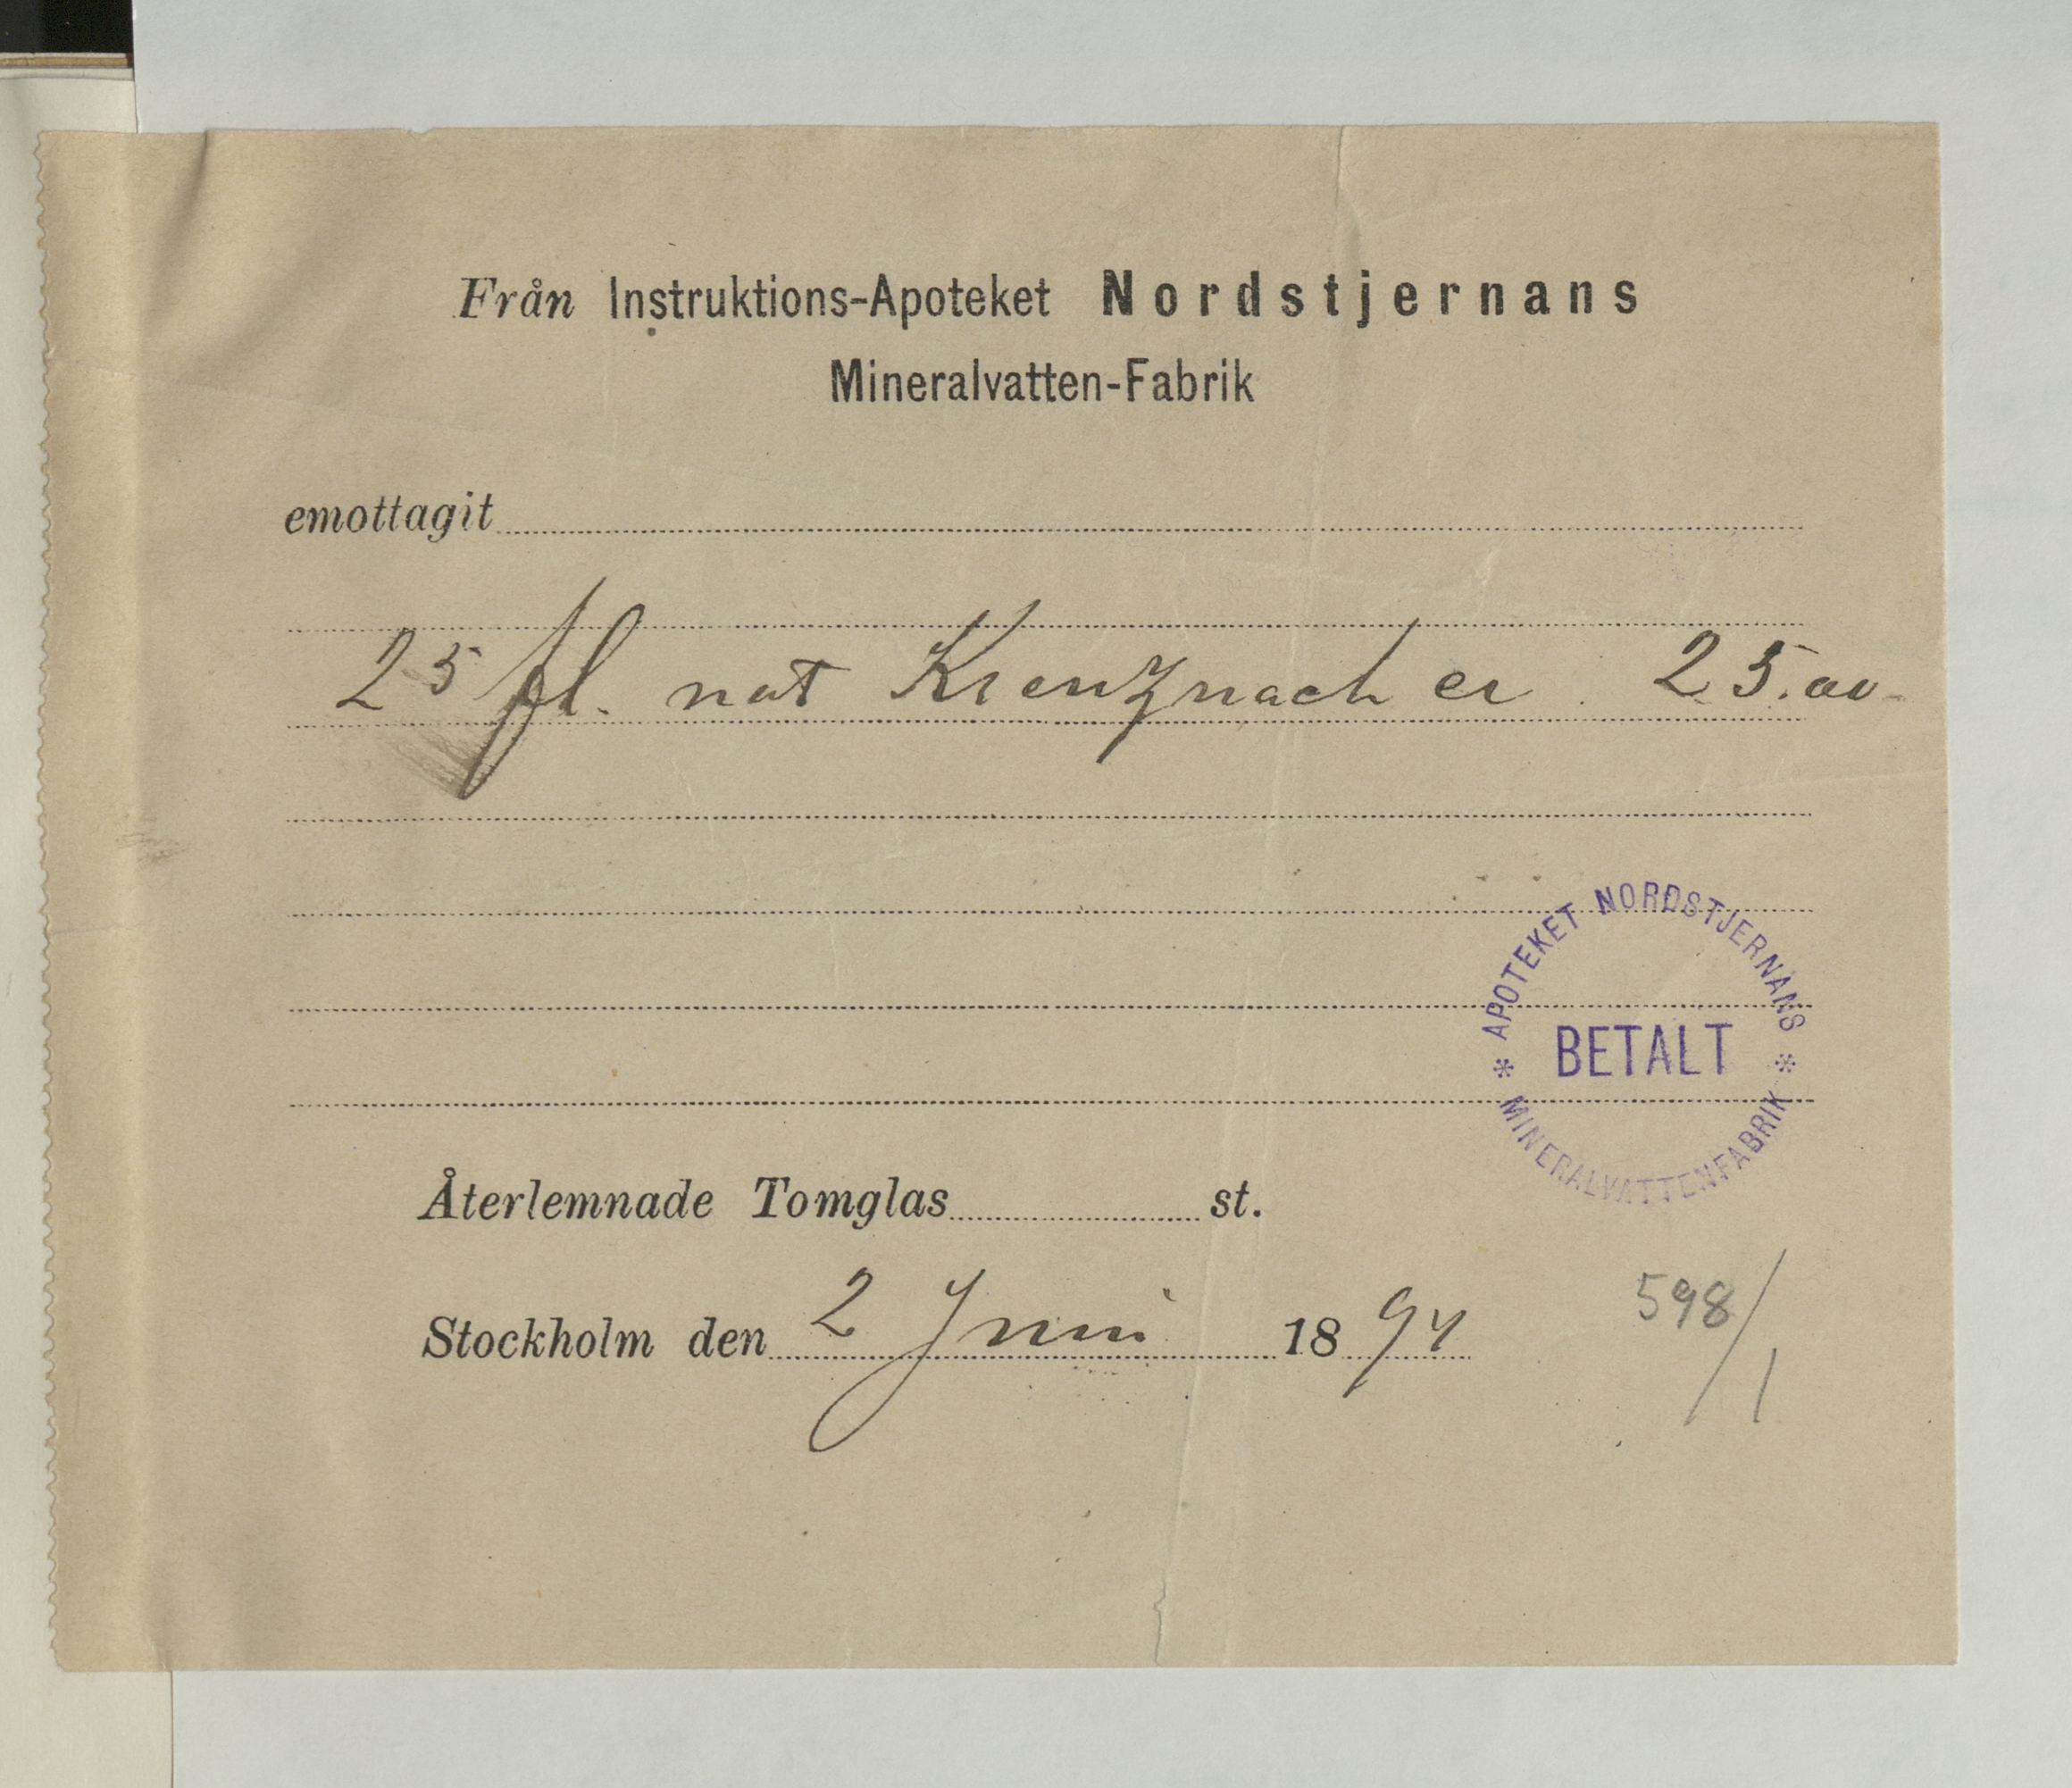 Från Instruktions-Apoteket Nordstjernans
Mineralvatten-Fabrik
emottagit
25 fl. nat Kreuznacher 25.00
APOTEKET NORDSTJERNANS
* BETALT *
MINERALVATTENFABRIK
Återlemnade Tomglas st.
Stockholm den 2 Juni 1894
598/1